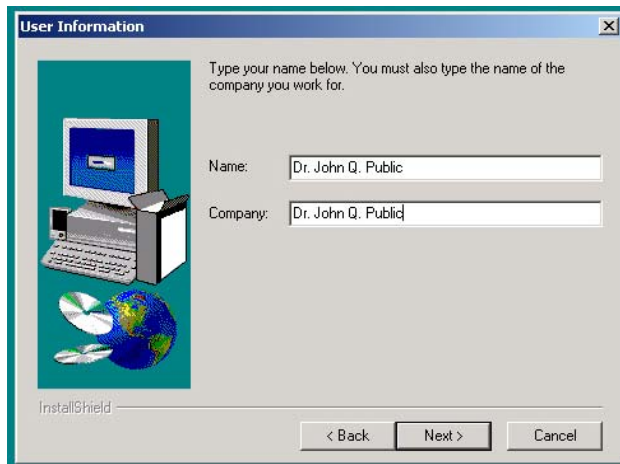 User Information
Type your name below. You must also type the name of the
company you work for.
Name: Dr. John Q. Public
Company: Dr. John Q. Public
InstallShield
< Back Next > Cancel